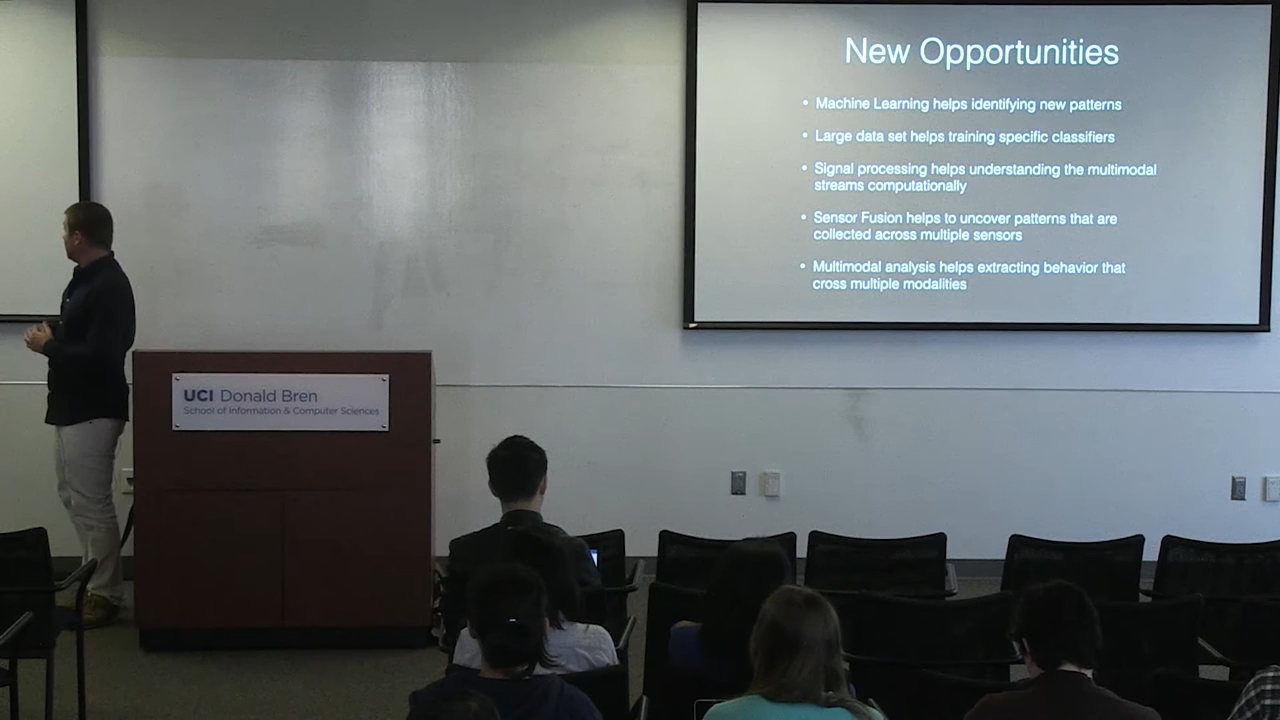 New Opportunities
• Machine Learning helps identifying new patterns
• Large data set helps training specific classifiers
• Signal processing helps understanding the multimodal
streams computationally
• Sensor Fusion helps to uncover patterns that are
collected across multiple sensors
• Multimodal analysis helps extracting behavior that
cross multiple modalities
UCI Donald Bren
School of Information & Computer Sciences